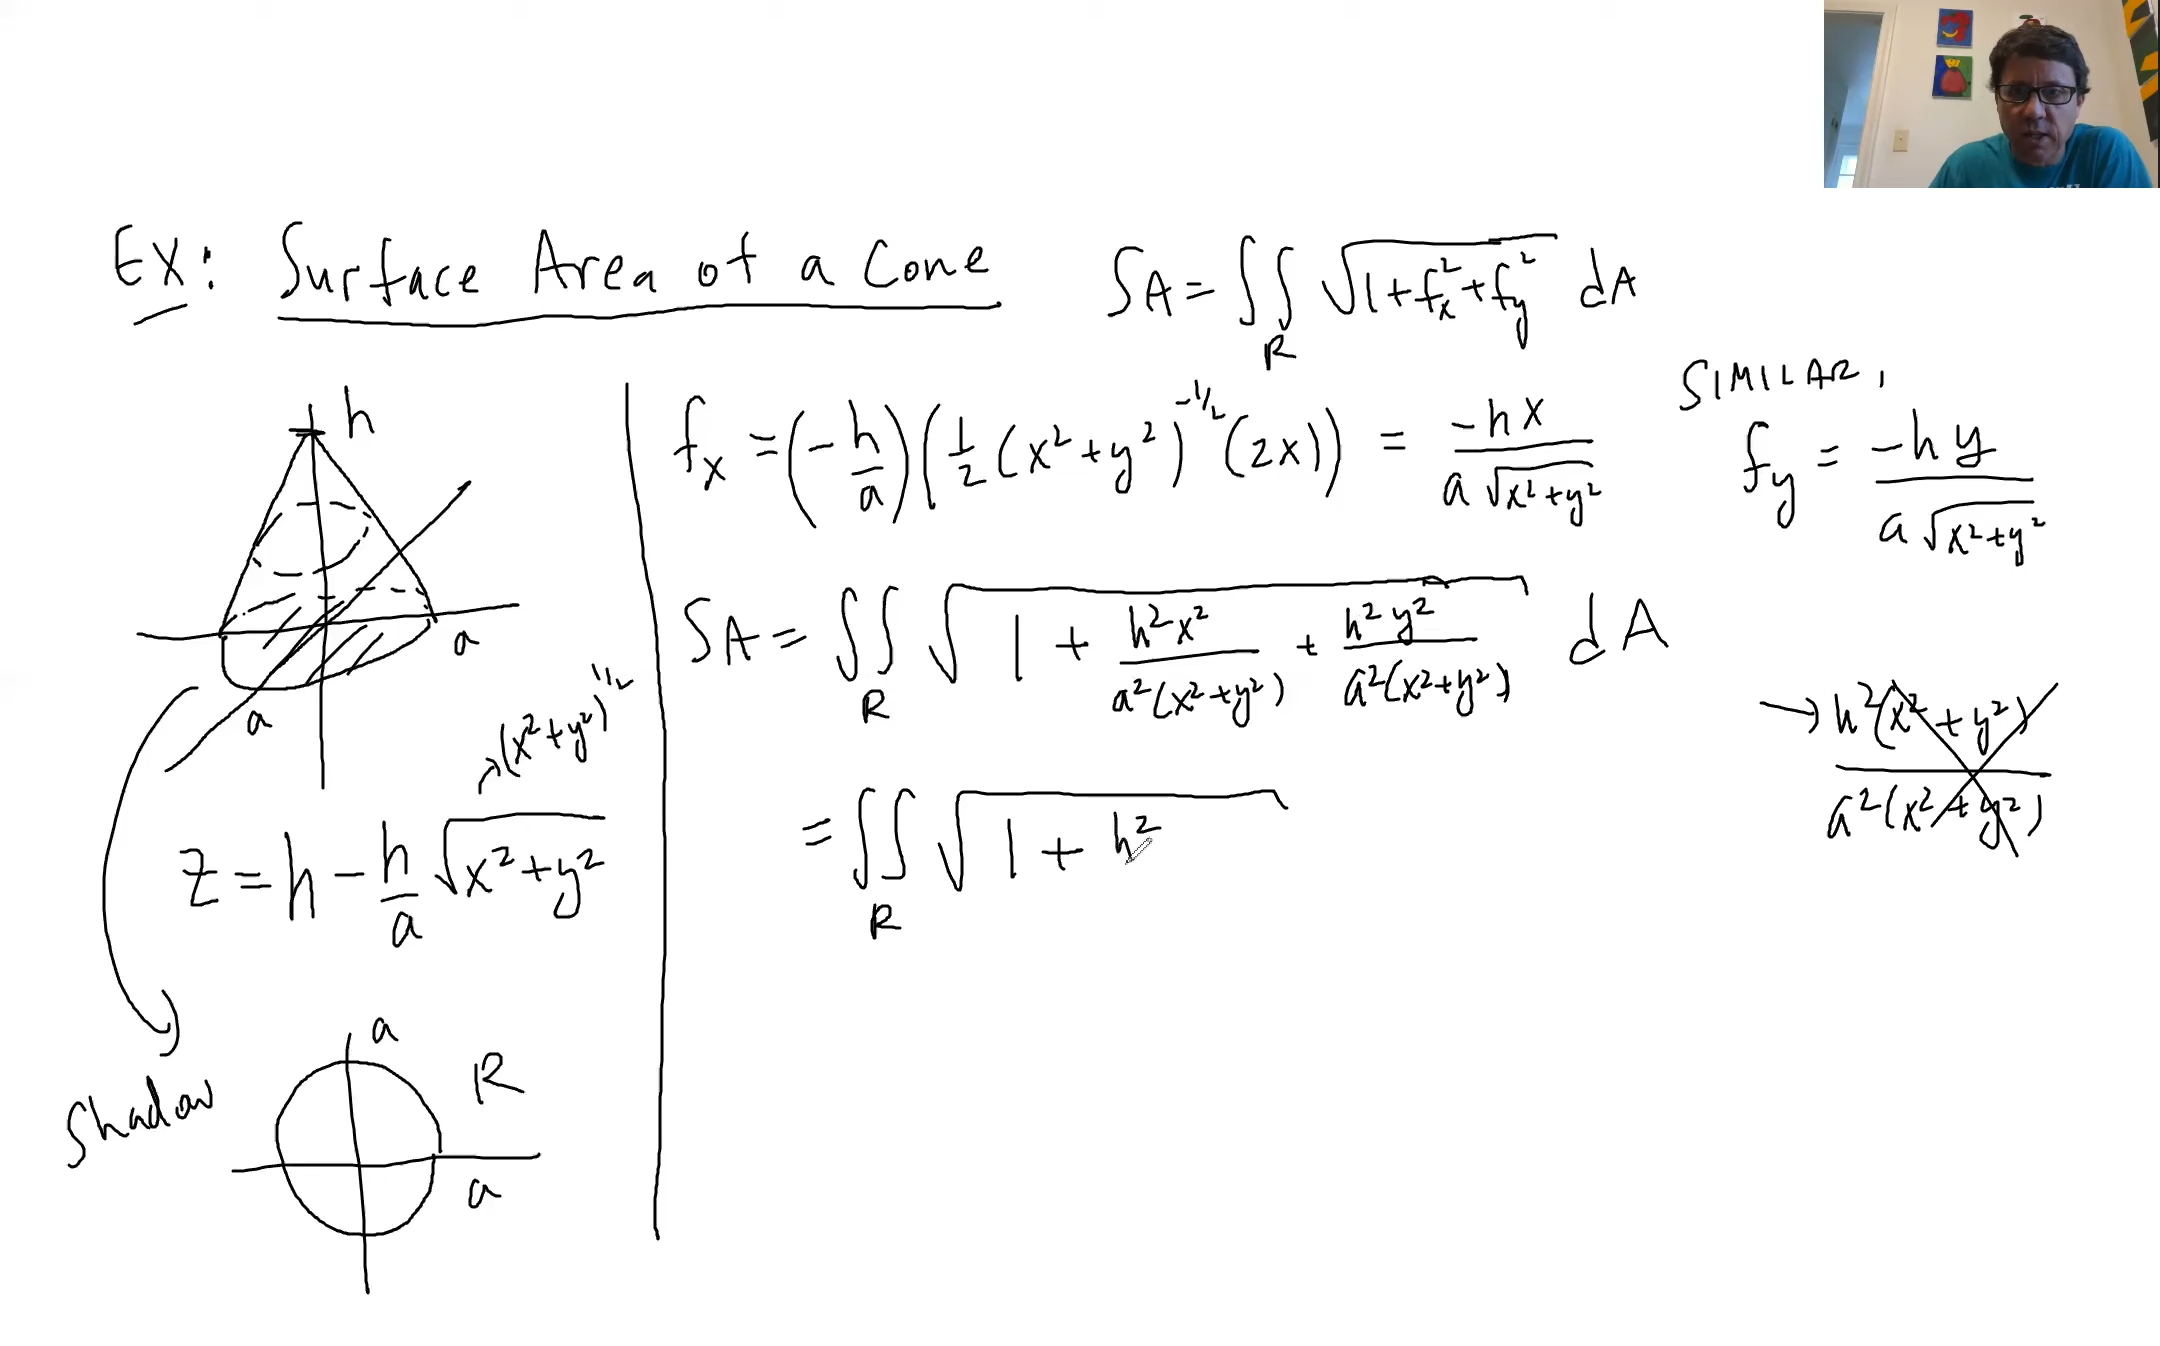 EX: Surface Area of a Cone
SA = ∬_R √(1 + f_x² + f_y²) dA
h
a
a
z = h - h/a √(x² + y²)
→ (x² + y²)^(1/2)
Shadow
a
R
a
f_x = (-h/a)(1/2 (x² + y²)^(-1/2) (2x)) = -hx / (a√(x² + y²))
SIMILAR,
f_y = -hy / (a√(x² + y²))
SA = ∬_R √(1 + h²x² / (a²(x² + y²)) + h²y² / (a²(x² + y²))) dA
→ h²(x² + y²) / (a²(x² + y²))
= ∬_R √(1 + h²